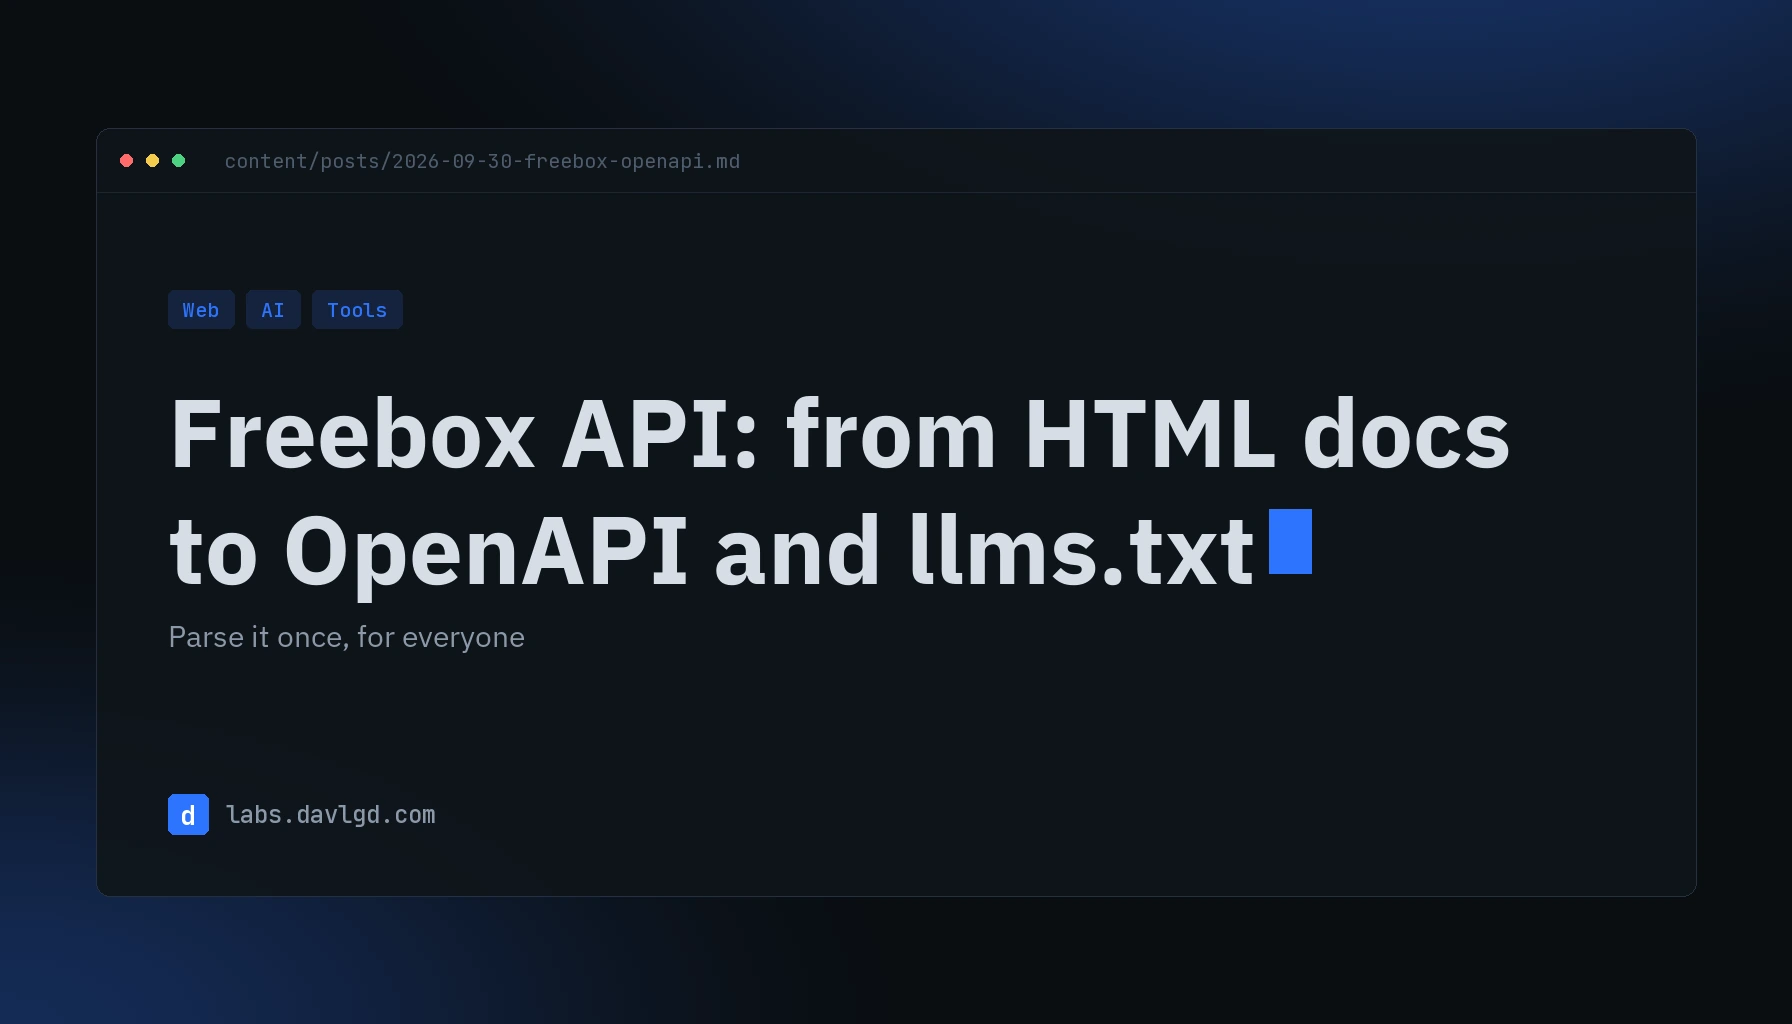 content/posts/2026-09-30-freebox-openapi.md
Web AI Tools
Freebox API: from HTML docs
to OpenAPI and llms.txt
Parse it once, for everyone
d labs.davlgd.com